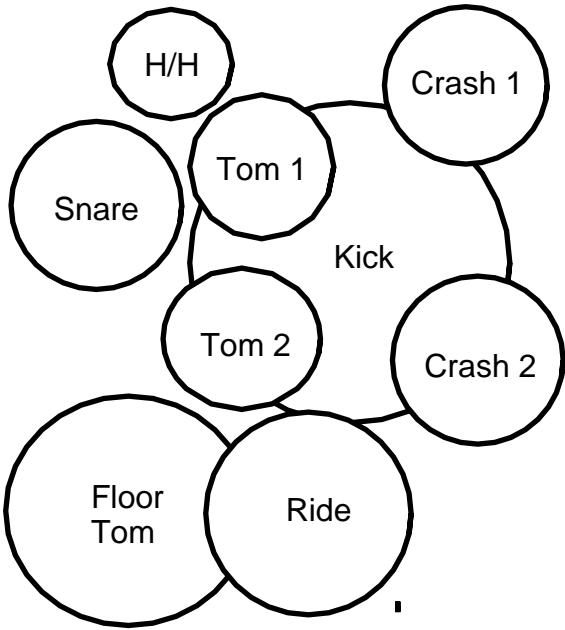 H/H
Crash 1
Tom 1
Snare
Kick
Tom 2
Crash 2
Floor
Tom
Ride